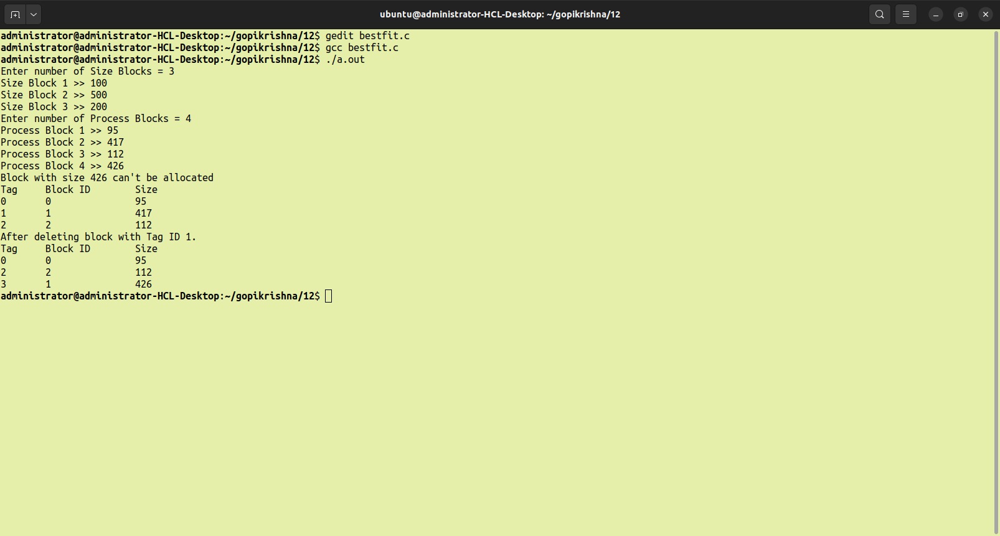 ubuntu@administrator-HCL-Desktop: ~/gopikrishna/12
administrator@administrator-HCL-Desktop:~/gopikrishna/12$ gedit bestfit.c
administrator@administrator-HCL-Desktop:~/gopikrishna/12$ gcc bestfit.c
administrator@administrator-HCL-Desktop:~/gopikrishna/12$ ./a.out
Enter number of Size Blocks = 3
Size Block 1 >> 100
Size Block 2 >> 500
Size Block 3 >> 200
Enter number of Process Blocks = 4
Process Block 1 >> 95
Process Block 2 >> 417
Process Block 3 >> 112
Process Block 4 >> 426
Block with size 426 can't be allocated
Tag     Block ID        Size
0       0               95
1       1               417
2       2               112
After deleting block with Tag ID 1.
Tag     Block ID        Size
0       0               95
2       2               112
3       1               426
administrator@administrator-HCL-Desktop:~/gopikrishna/12$